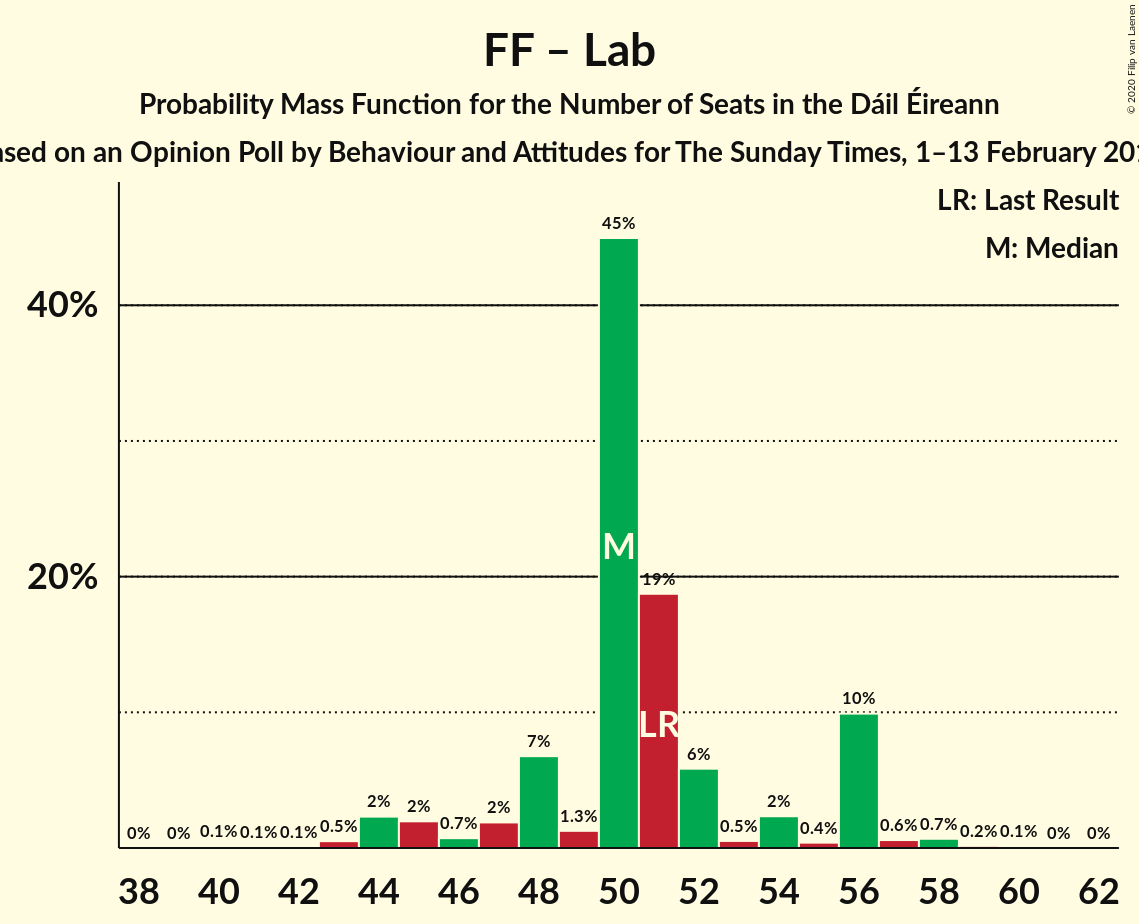 FF – Lab
Probability Mass Function for the Number of Seats in the Dáil Éireann
on an Opinion Poll by Behaviour and Attitudes for The Sunday Times, 1–13 February
© 2020 Filip van Laenen
LR: Last Result
M: Median
40%
20%
0% 0% 0.1% 0.1% 0.1% 0.5% 2% 2% 0.7% 2% 7% 1.3% 45% 19% 6% 0.5% 2% 0.4% 10% 0.6% 0.7% 0.2% 0.1% 0% 0%
M
LR
38 40 42 44 46 48 50 52 54 56 58 60 62